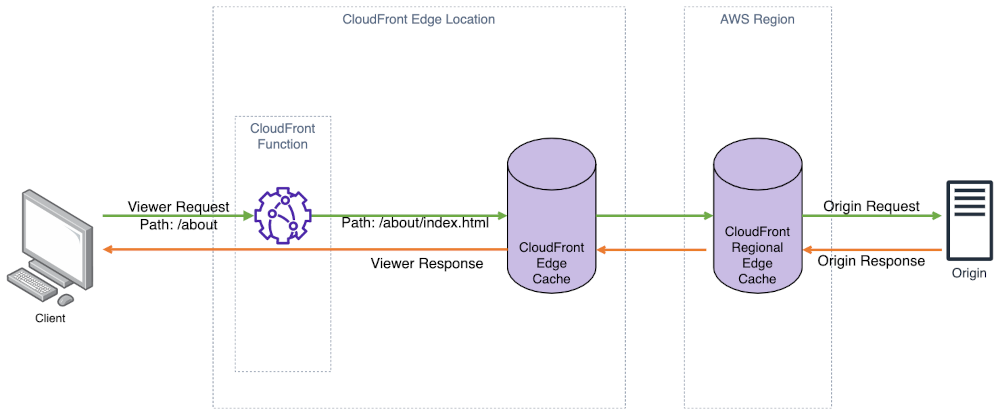 CloudFront Edge Location
AWS Region
CloudFront
Function
Viewer Request
Path: /about
Path: /about/index.html
Viewer Response
CloudFront
Edge
Cache
CloudFront
Regional
Edge
Cache
Origin Request
Origin Response
Client
Origin